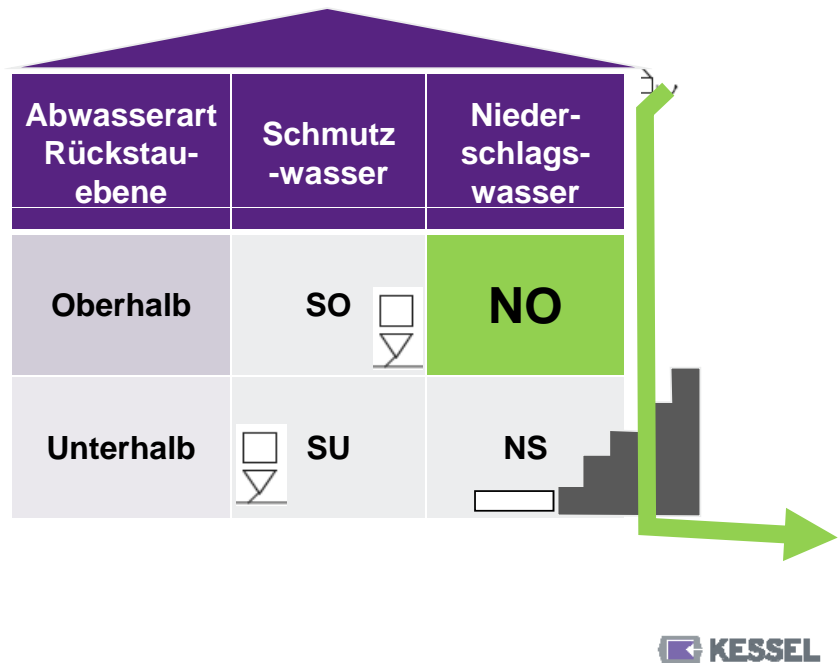 Abwasserart
Rückstau-
ebene
Schmutz
-wasser
Nieder-
schlags-
wasser
Oberhalb
SO
NO
Unterhalb
SU
NS
KESSEL